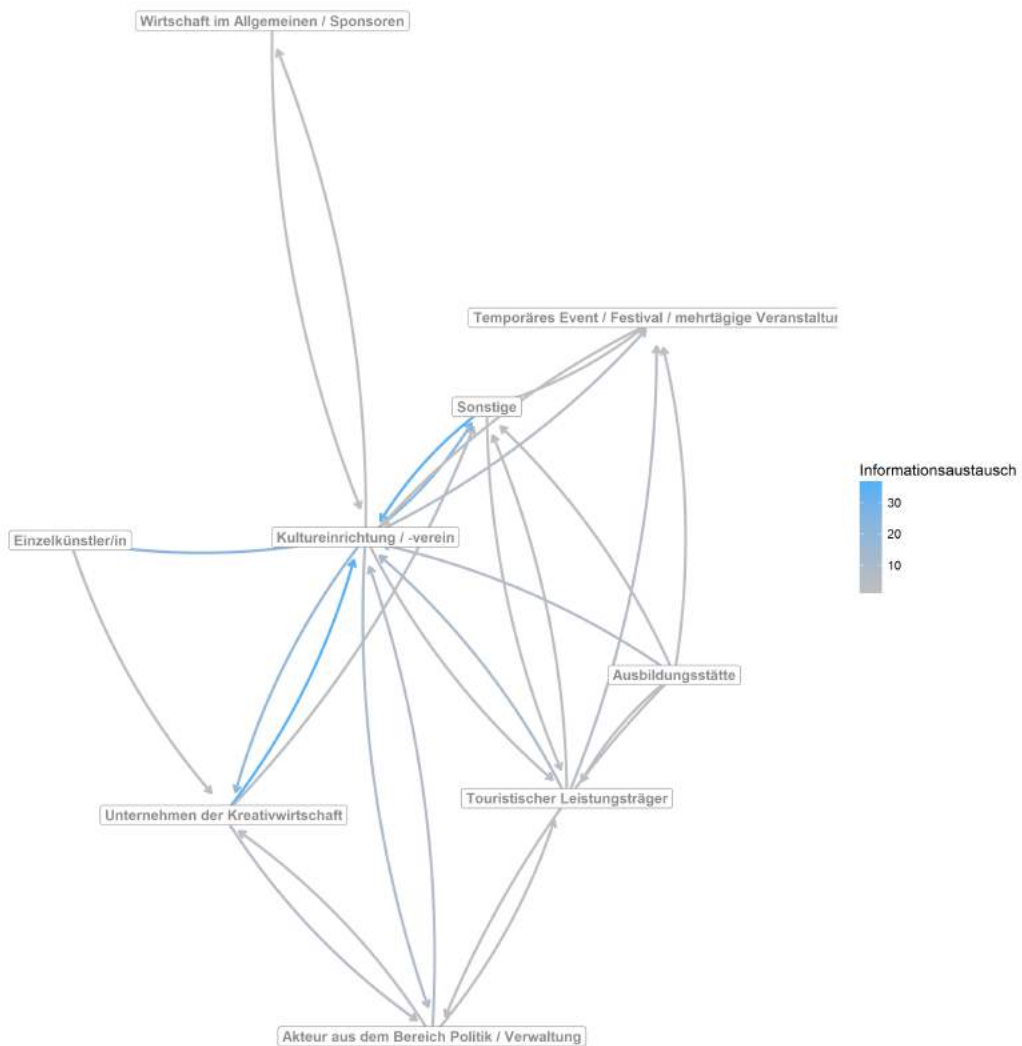 Wirtschaft im Allgemeinen / Sponsoren
Temporäres Event / Festival / mehrtägige Veranstaltu
Sonstige
Informationsaustausch
30
20
10
Einzelkünstler/in
Kultureinrichtung / -verein
Ausbildungsstätte
Touristischer Leistungsträger
Unternehmen der Kreativwirtschaft
Akteur aus dem Bereich Politik / Verwaltung